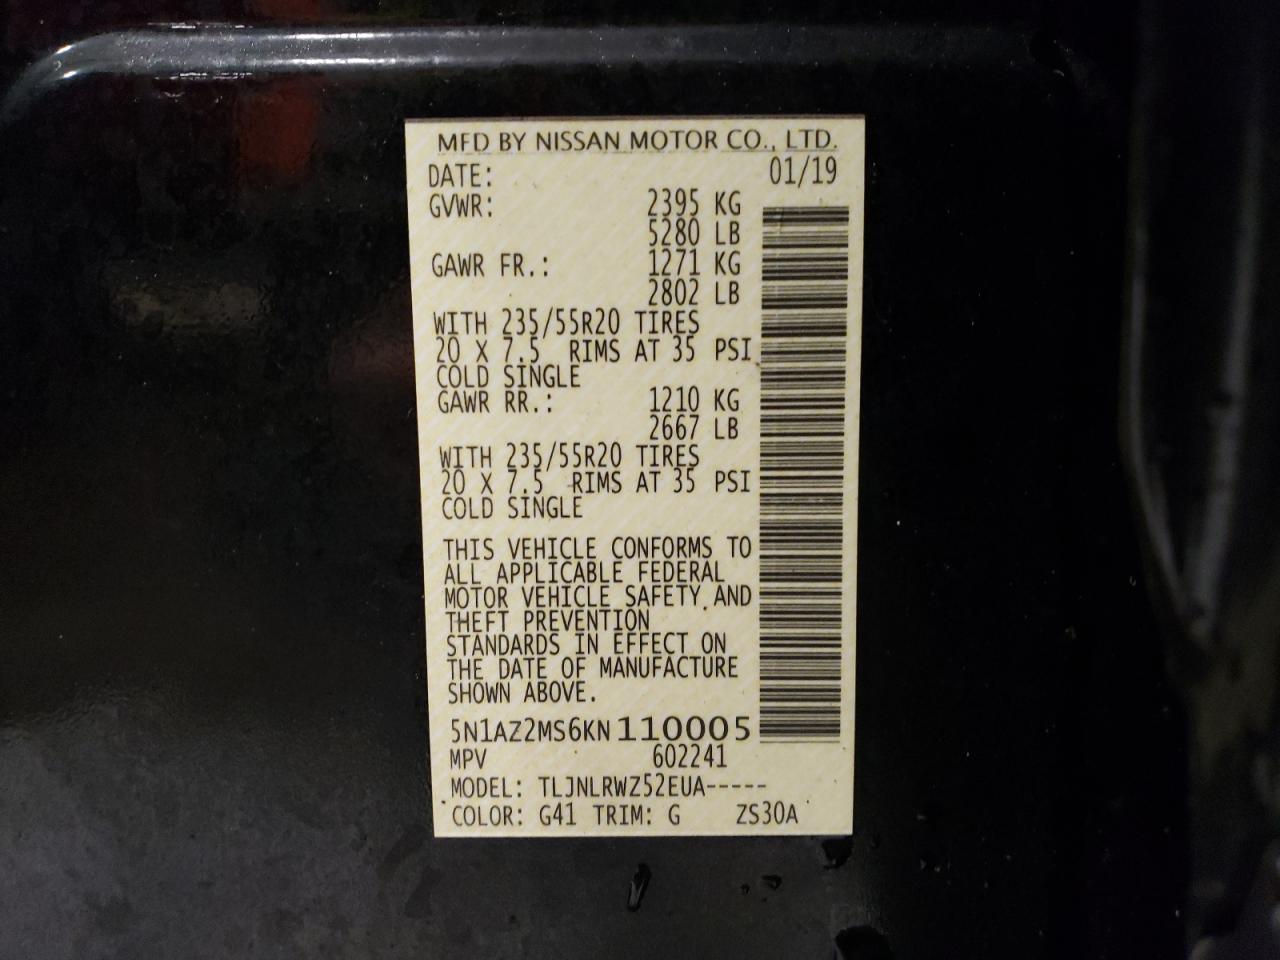 MFD BY NISSAN MOTOR CO., LTD.
DATE: 01/19
GVWR: 2395 KG
5280 LB
GAWR FR.: 1271 KG
2802 LB
WITH 235/55R20 TIRES
20 X 7.5 RIMS AT 35 PSI
COLD SINGLE
GAWR RR.: 1210 KG
2667 LB
WITH 235/55R20 TIRES
20 X 7.5 RIMS AT 35 PSI
COLD SINGLE
THIS VEHICLE CONFORMS TO
ALL APPLICABLE FEDERAL
MOTOR VEHICLE SAFETY AND
THEFT PREVENTION
STANDARDS IN EFFECT ON
THE DATE OF MANUFACTURE
SHOWN ABOVE.
5N1AZ2MS6KN110005
MPV 602241
MODEL: TLJNLRWZ52EUA-----
COLOR: G41 TRIM: G ZS30A